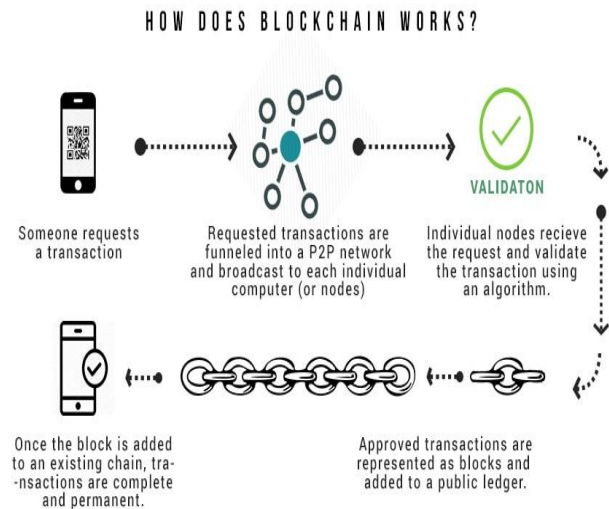 HOW DOES BLOCKCHAIN WORKS?
VALIDATON
Someone requests
a transaction
Requested transactions are
funneled into a P2P network
and broadcast to each individual
computer (or nodes)
Individual nodes recieve
the request and validate
the transaction using
an algorithm.
Once the block is added
to an existing chain, tra-
-nsactions are complete
and permanent.
Approved transactions are
represented as blocks and
added to a public ledger.